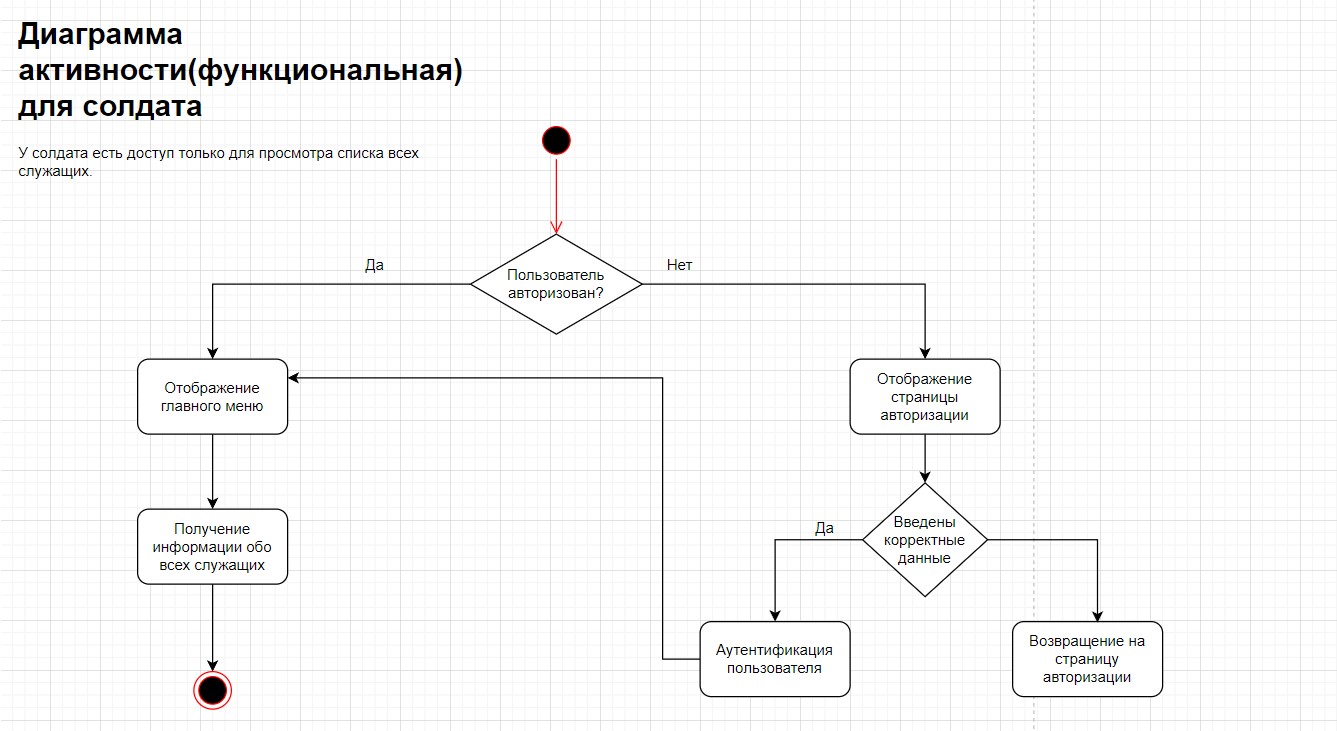 Диаграмма
активности(функциональная)
для солдата
У солдата есть доступ только для просмотра списка всех
служащих.
Да
Нет
Пользователь
авторизован?
Отображение
главного меню
Отображение
страницы
авторизации
Получение
информации обо
всех служащих
Да
Введены
корректные
данные
Аутентификация
пользователя
Возвращение на
страницу
авторизации